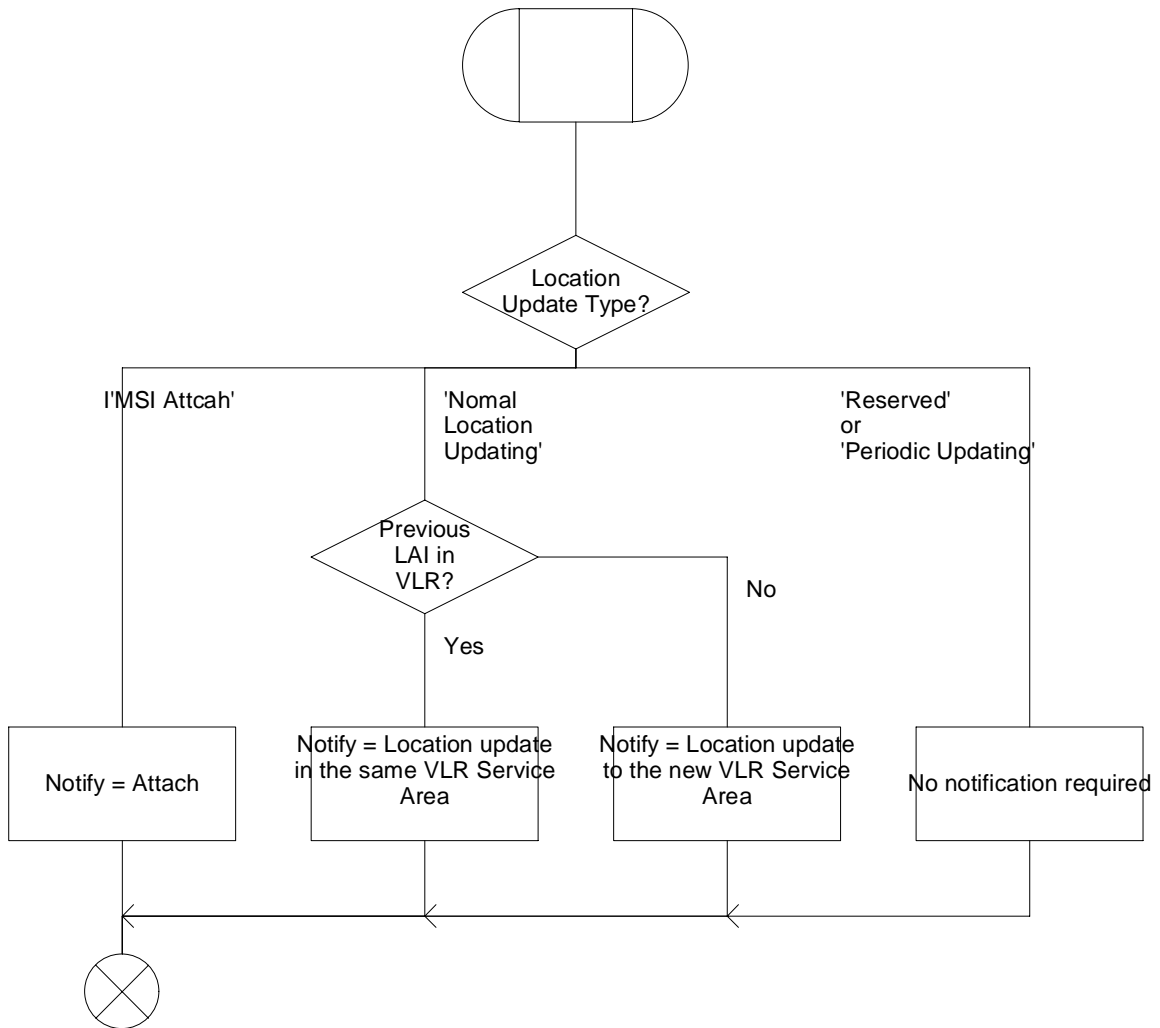 Location
Update Type?
I'MSI Attcah'
'Nomal
Location
Updating'
'Reserved'
or
'Periodic Updating'
Previous
LAI in
VLR?
No
Yes
Notify = Attach
Notify = Location update
in the same VLR Service
Area
Notify = Location update
to the new VLR Service
Area
No notification required